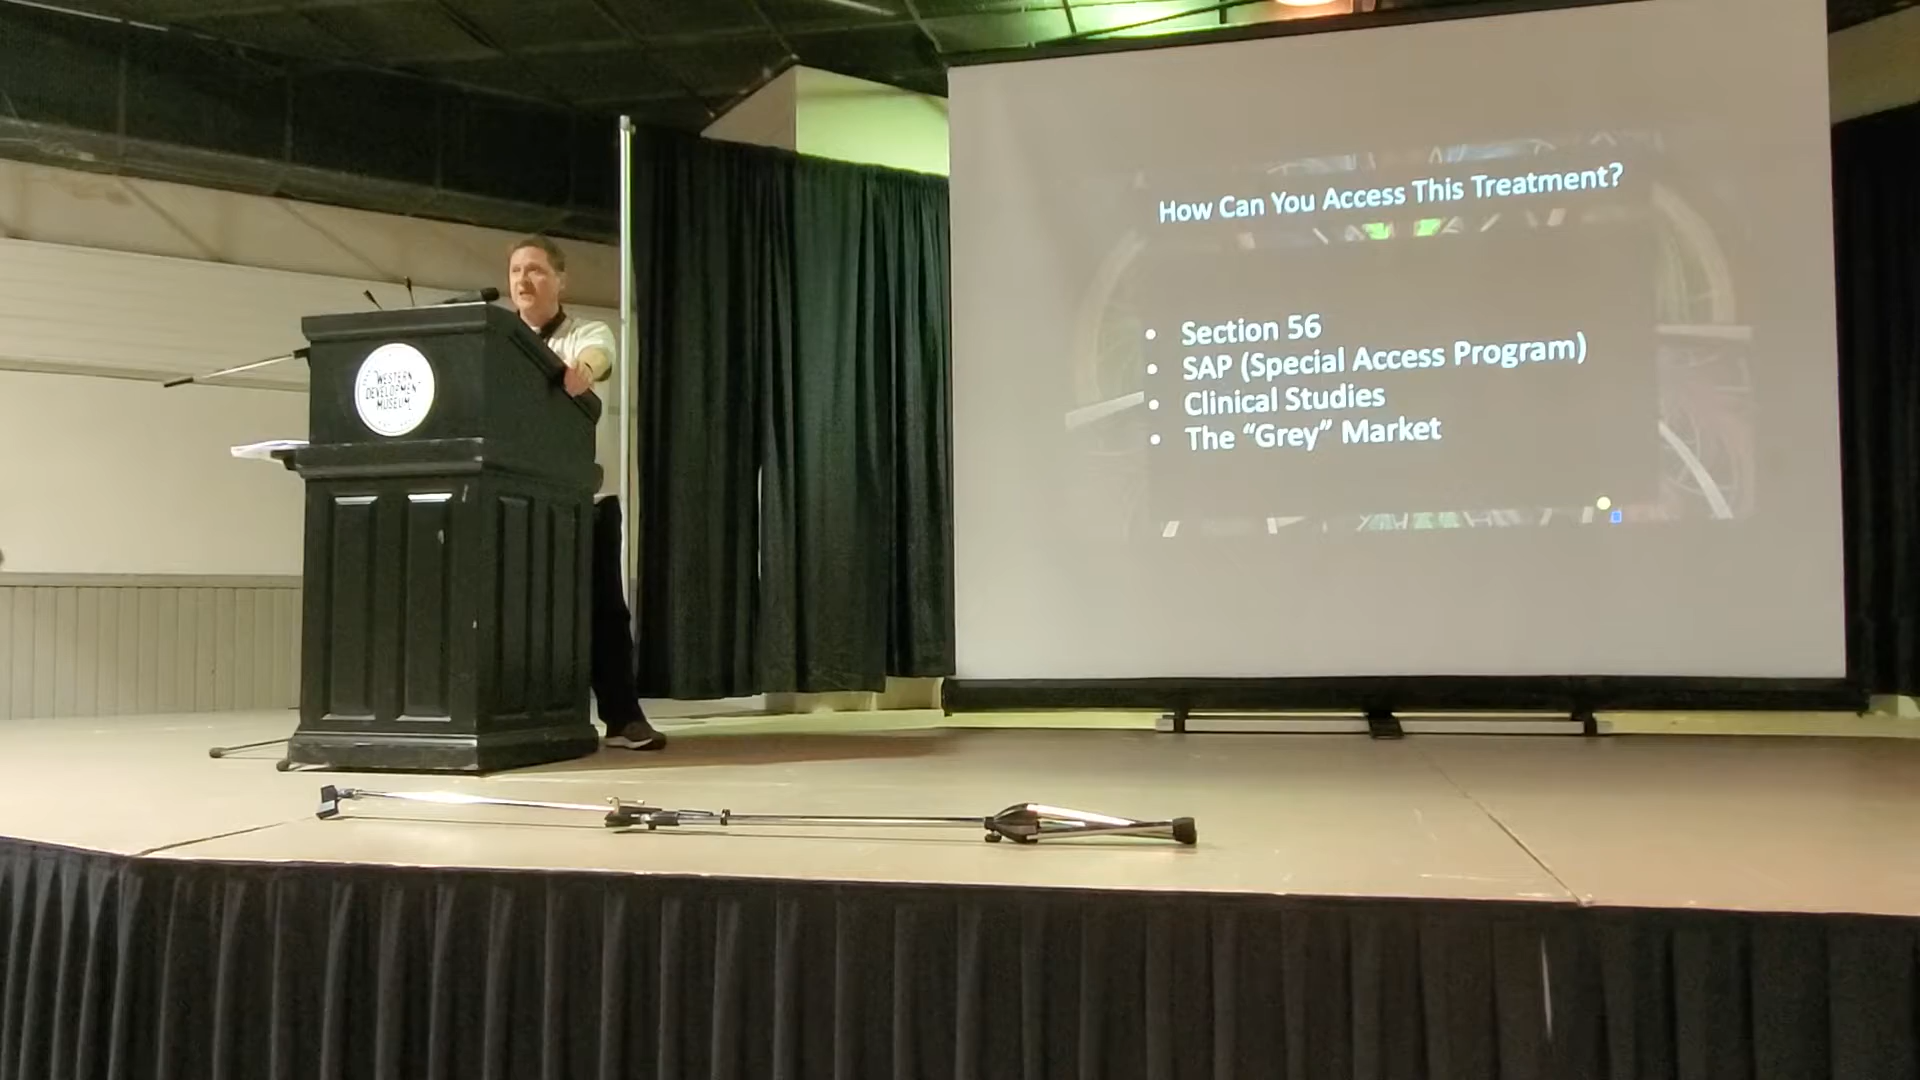 WESTERN
DEVELOPMENT
MUSEUM
How Can You Access This Treatment?
• Section 56
• SAP (Special Access Program)
• Clinical Studies
• The “Grey” Market